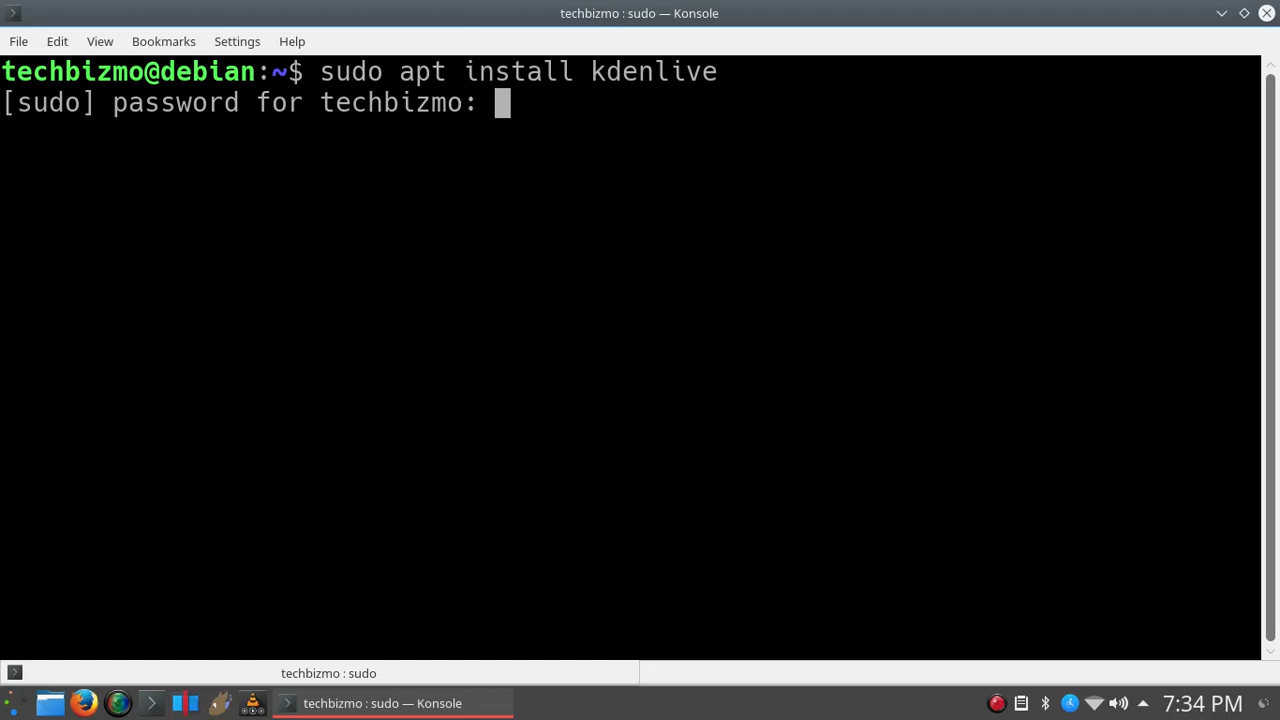 techbizmo : sudo — Konsole
File Edit View Bookmarks Settings Help
techbizmo@debian:~$ sudo apt install kdenlive
[sudo] password for techbizmo:
techbizmo : sudo
techbizmo : sudo — Konsole 7:34 PM